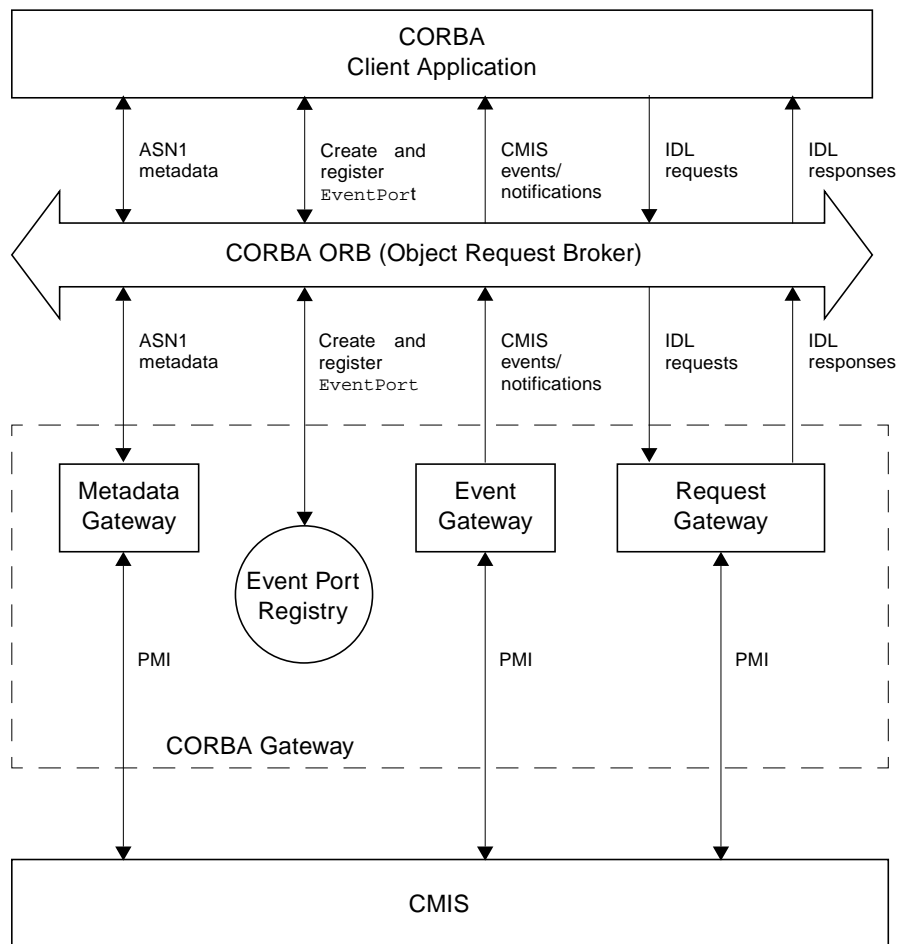 CORBA
Client Application
ASN1
metadata
Create and
register
EventPort
CMIS
events/
notifications
IDL
requests
IDL
responses
CORBA ORB (Object Request Broker)
ASN1
metadata
Create and
register
EventPort
CMIS
events/
notifications
IDL
requests
IDL
responses
Metadata
Gateway
Event Port
Registry
Event
Gateway
Request
Gateway
PMI
PMI
PMI
CORBA Gateway
CMIS